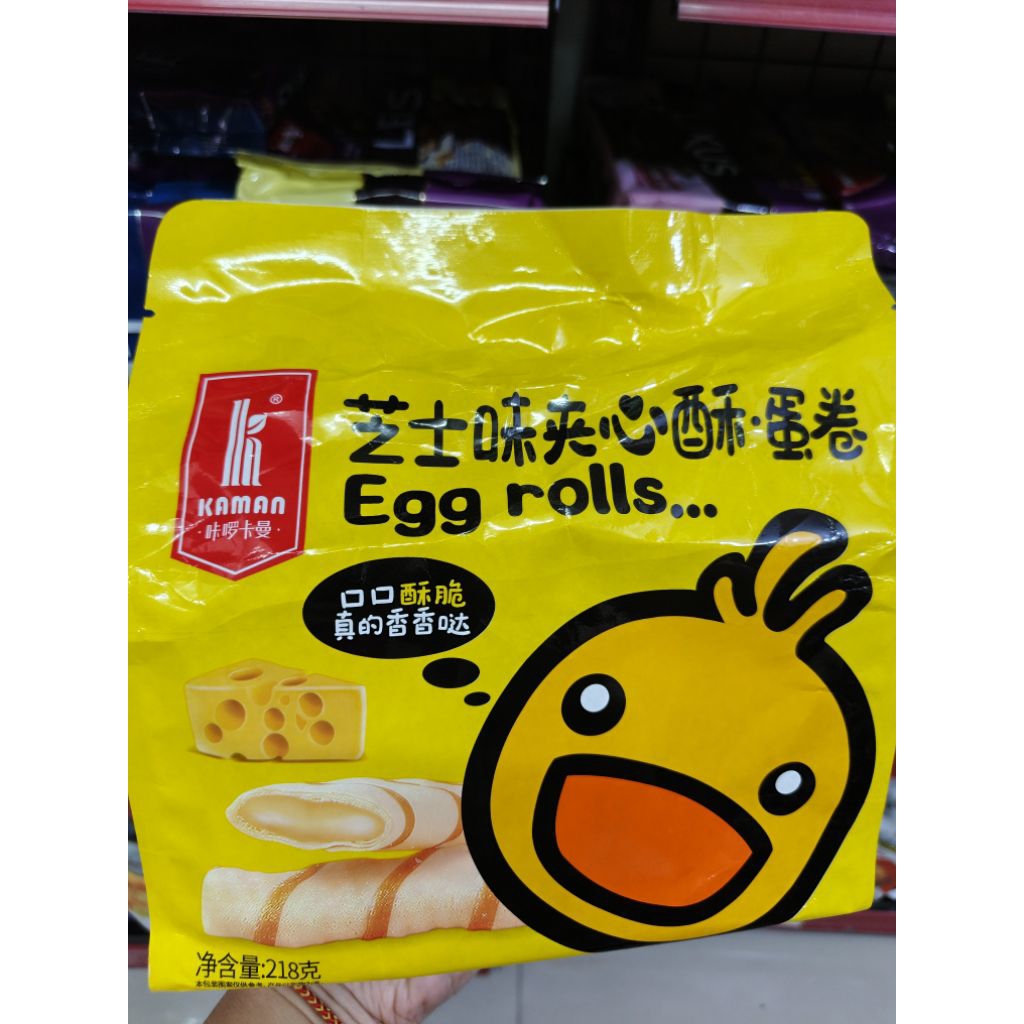 芝士味夹心酥·蛋卷
Egg rolls...
®
KAMAN
·咔啰卡曼·
口口酥脆
真的香香哒
净含量:218克